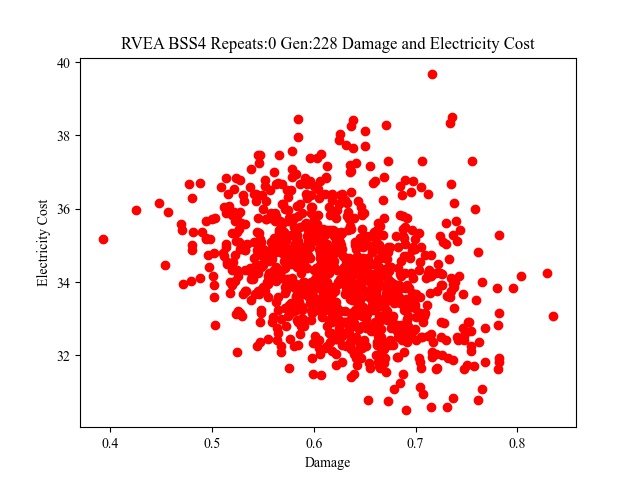 RVEA BSS4 Repeats:0 Gen:228 Damage and Electricity Cost
40
38
36
34
32
Electricity Cost
0.4 0.5 0.6 0.7 0.8
Damage